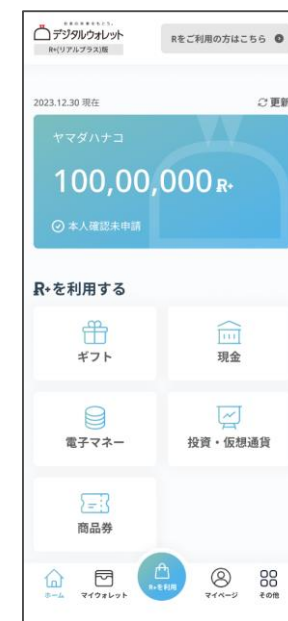 デジタルウォレット
R+(リアルプラス)版
Rをご利用の方はこちら
2023.12.30 現在
更新
ヤマダハナコ
100,00,000 R+
本人確認未申請
R+を利用する
ギフト
現金
電子マネー
投資・仮想通貨
商品券
ホーム
マイウォレット
R+を利用
マイページ
その他